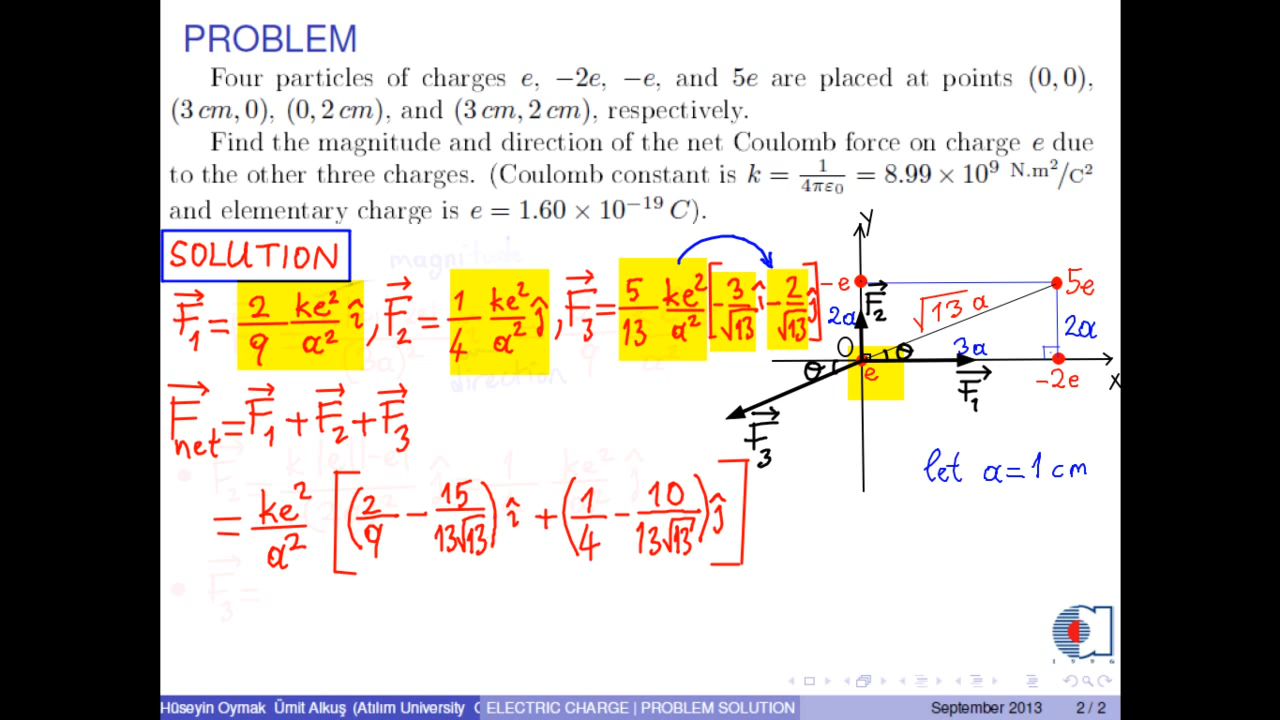 PROBLEM
Four particles of charges e, −2e, −e, and 5e are placed at points (0, 0),
(3 cm, 0), (0, 2 cm), and (3 cm, 2 cm), respectively.
Find the magnitude and direction of the net Coulomb force on charge e due
to the other three charges. (Coulomb constant is k = 1/4πε₀ = 8.99 × 10⁹ N.m²/C²
and elementary charge is e = 1.60 × 10⁻¹⁹ C).
SOLUTION
magnitude
F⃗₁ = 2/9 ke²/a² î, F⃗₂ = 1/4 ke²/a² ĵ, F⃗₃ = 5/13 ke²/a² [−3/√13 î − 2/√13 ĵ]
direction
F⃗net = F⃗₁ + F⃗₂ + F⃗₃
= ke²/a² [(2/9 − 15/13√13) î + (1/4 − 10/13√13) ĵ]
F⃗₃ =
y
−e
F⃗₂
2a
√13 a
5e
2a
O
θ
θ
e
3a
F⃗₁
−2e
x
F⃗₃
let a = 1 cm
1996
Hüseyin Oymak Ümit Alkuş (Atılım University
ELECTRIC CHARGE | PROBLEM SOLUTION
September 2013
2 / 2